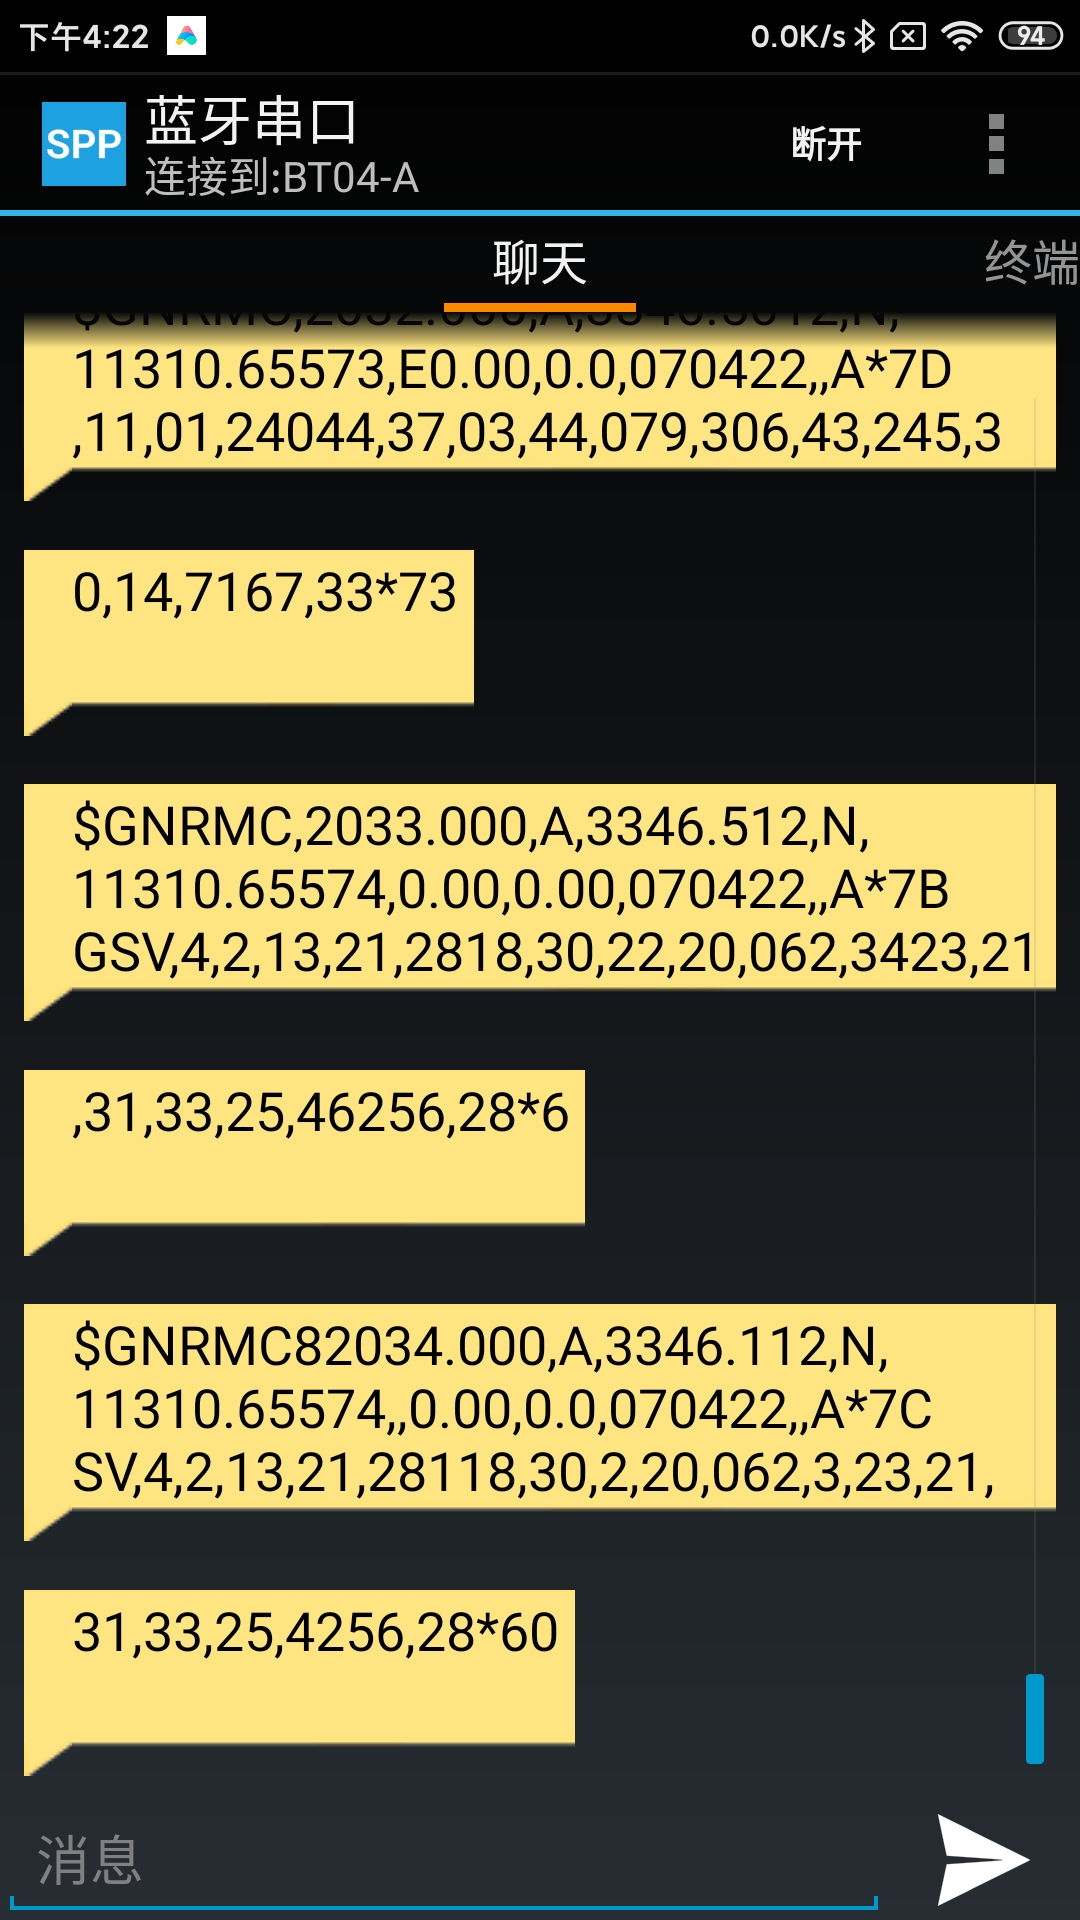 下午4:22
0.0K/s
94
SPP
蓝牙串口
连接到:BT04-A
断开
聊天
终端
11310.65573,E0.00,0.0,070422,,A*7D
,11,01,24044,37,03,44,079,306,43,245,3
0,14,7167,33*73
$GNRMC,2033.000,A,3346.512,N,
11310.65574,0.00,0.00,070422,,A*7B
GSV,4,2,13,21,2818,30,22,20,062,3423,21
,31,33,25,46256,28*6
$GNRMC82034.000,A,3346.112,N,
11310.65574,,0.00,0.0,070422,,A*7C
SV,4,2,13,21,28118,30,2,20,062,3,23,21,
31,33,25,4256,28*60
消息